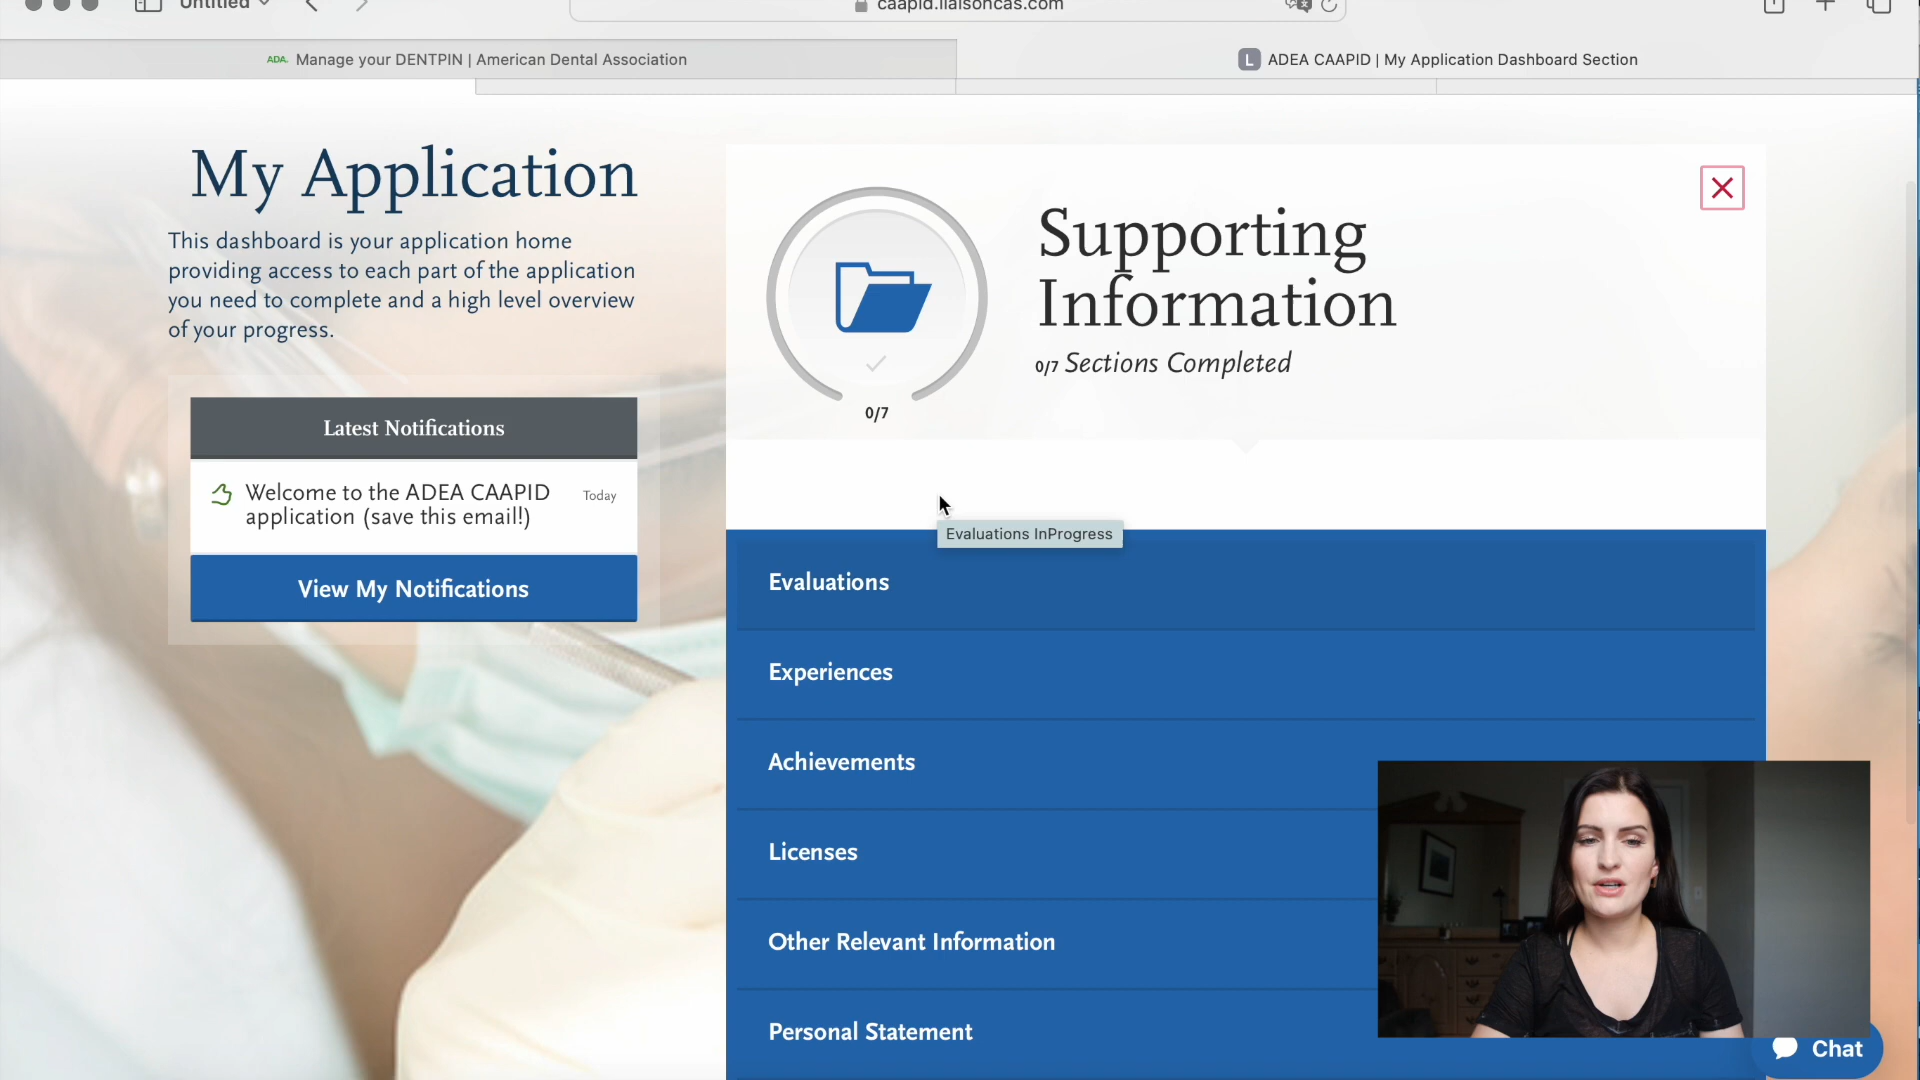 Untitled
caapid.liaisoncas.com
ADA. Manage your DENTPIN | American Dental Association
L ADEA CAAPID | My Application Dashboard Section
My Application
This dashboard is your application home
providing access to each part of the application
you need to complete and a high level overview
of your progress.
Latest Notifications
Welcome to the ADEA CAAPID
application (save this email!)
Today
View My Notifications
0/7
Supporting
Information
0/7 Sections Completed
Evaluations InProgress
Evaluations
Experiences
Achievements
Licenses
Other Relevant Information
Personal Statement
Chat